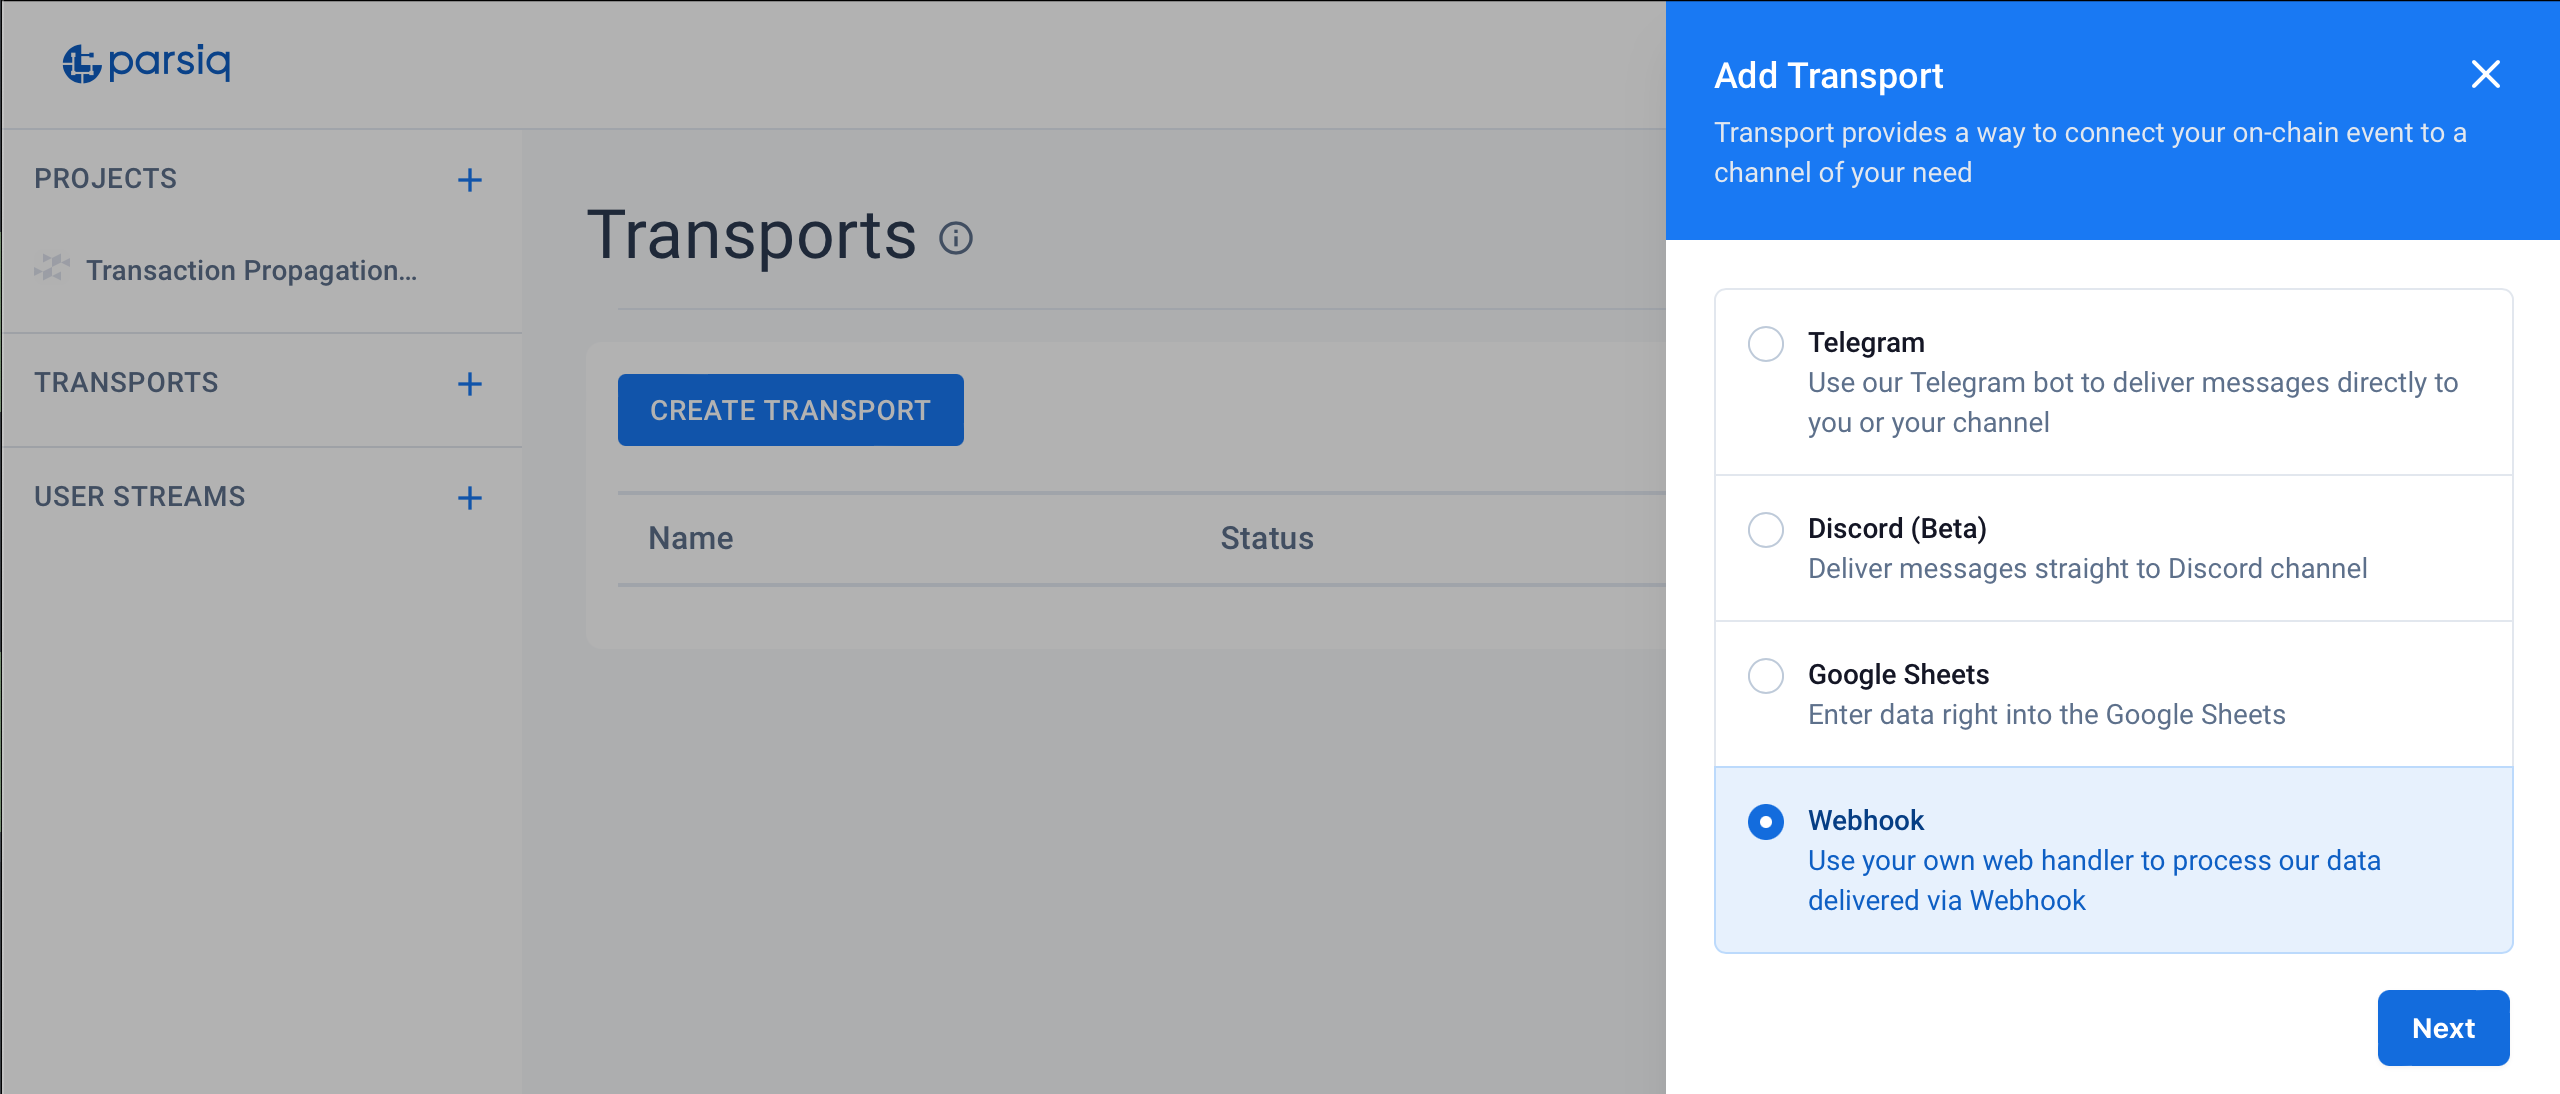 parsiq
PROJECTS
Transaction Propagation...
TRANSPORTS
USER STREAMS
Transports
CREATE TRANSPORT
Name Status
Add Transport
Transport provides a way to connect your on-chain event to a
channel of your need
Telegram
Use our Telegram bot to deliver messages directly to
you or your channel
Discord (Beta)
Deliver messages straight to Discord channel
Google Sheets
Enter data right into the Google Sheets
Webhook
Use your own web handler to process our data
delivered via Webhook
Next